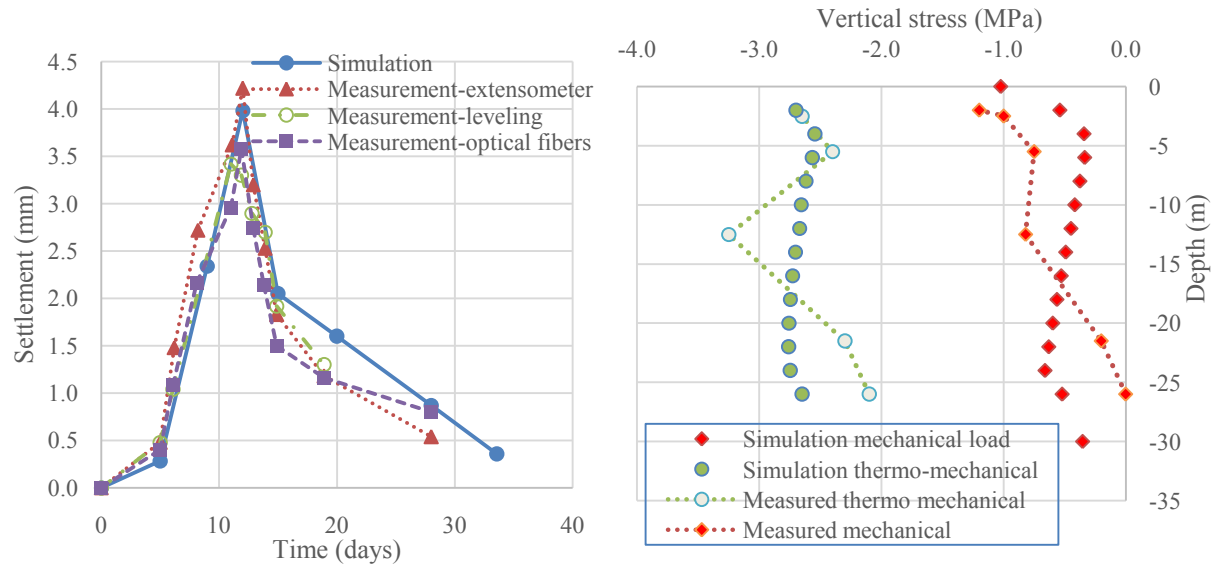 4.5
4.0
3.5
3.0
2.5
2.0
1.5
1.0
0.5
0.0
Settlement (mm)
0
10
20
30
40
Time (days)
Simulation
Measurement-extensometer
Measurement-leveling
Measurement-optical fibers
Vertical stress (MPa)
-4.0
-3.0
-2.0
-1.0
0.0
0
-5
-10
-15
-20
-25
-30
-35
Depth (m)
Simulation mechanical load
Simulation thermo-mechanical
Measured thermo mechanical
Measured mechanical